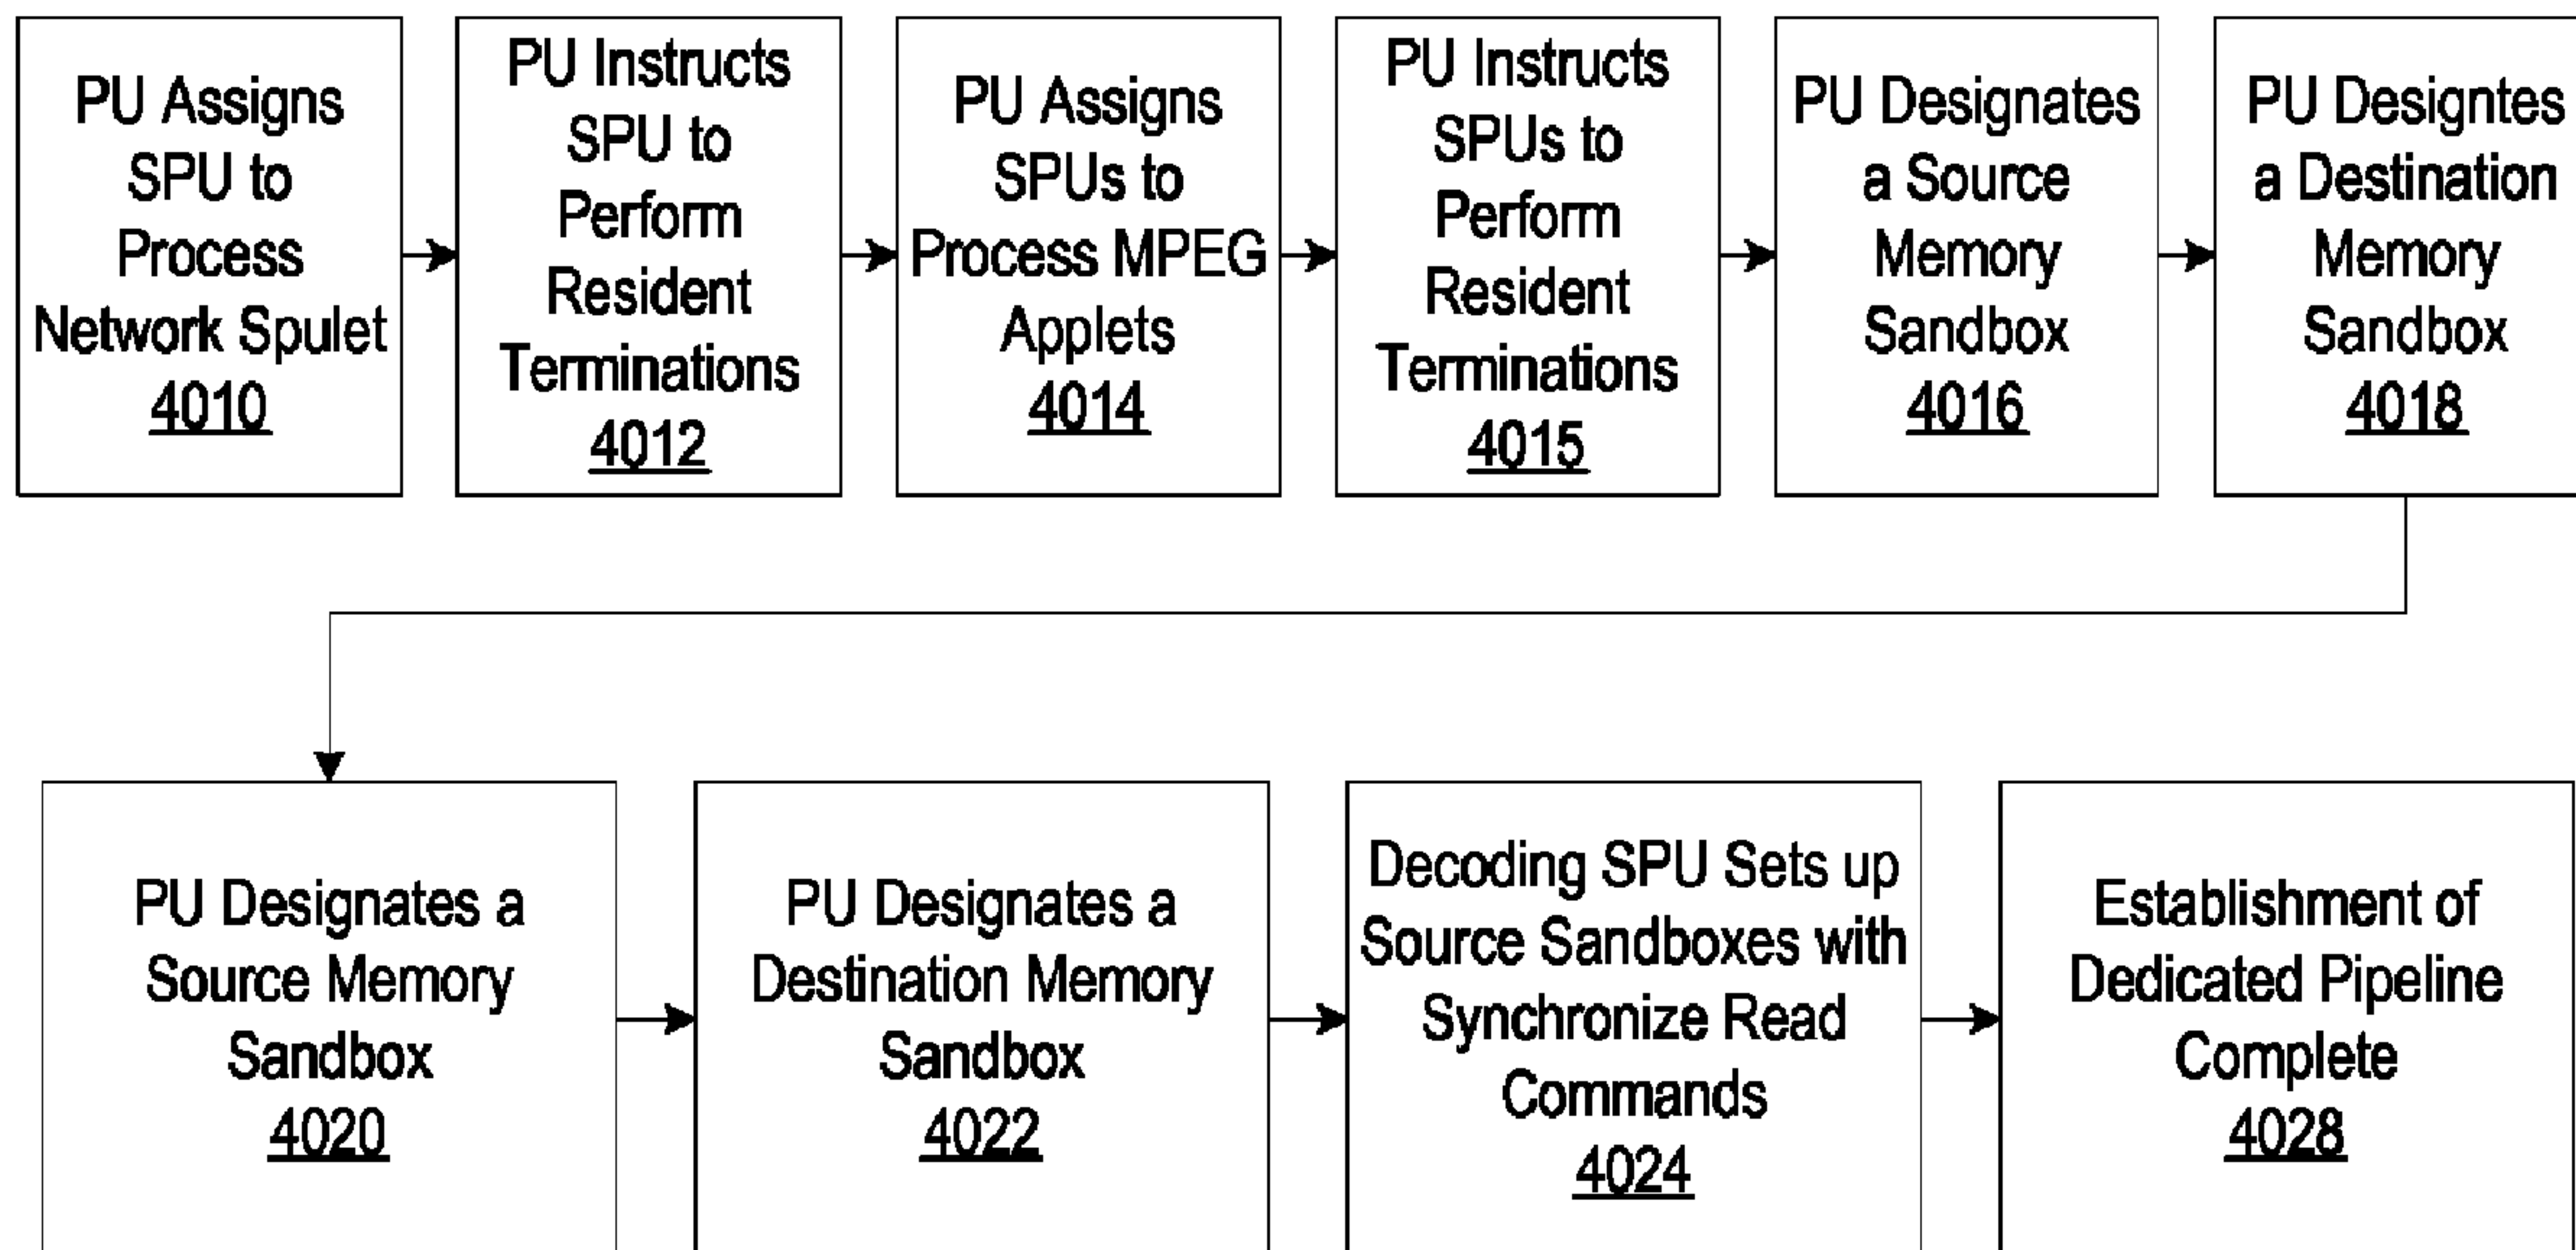 PU Assigns
SPU to
Process
Network Spulet
4010
PU Instructs
SPU to
Perform
Resident
Terminations
4012
PU Assigns
SPUs to
Process MPEG
Applets
4014
PU Instructs
SPUs to
Perform
Resident
Terminations
4015
PU Designates
a Source
Memory
Sandbox
4016
PU Designtes
a Destination
Memory
Sandbox
4018
PU Designates a
Source Memory
Sandbox
4020
PU Designates a
Destination Memory
Sandbox
4022
Decoding SPU Sets up
Source Sandboxes with
Synchronize Read
Commands
4024
Establishment of
Dedicated Pipeline
Complete
4028